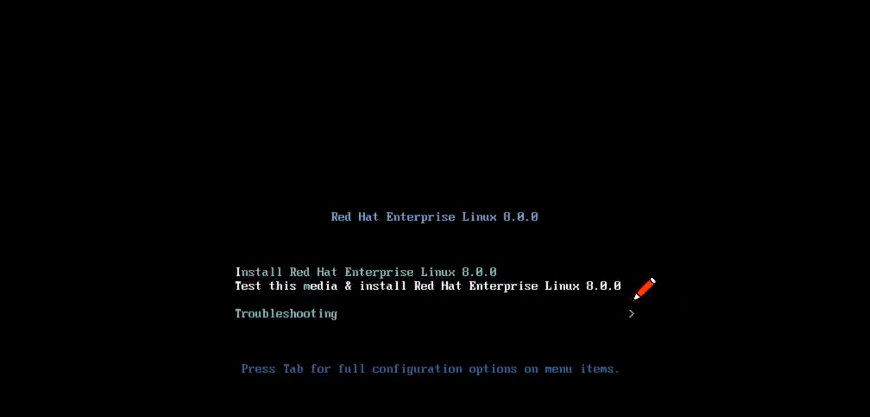 Red Hat Enterprise Linux 8.0.0
Install Red Hat Enterprise Linux 8.0.0
Test this media & install Red Hat Enterprise Linux 8.0.0
Troubleshooting >
Press Tab for full configuration options on menu items.